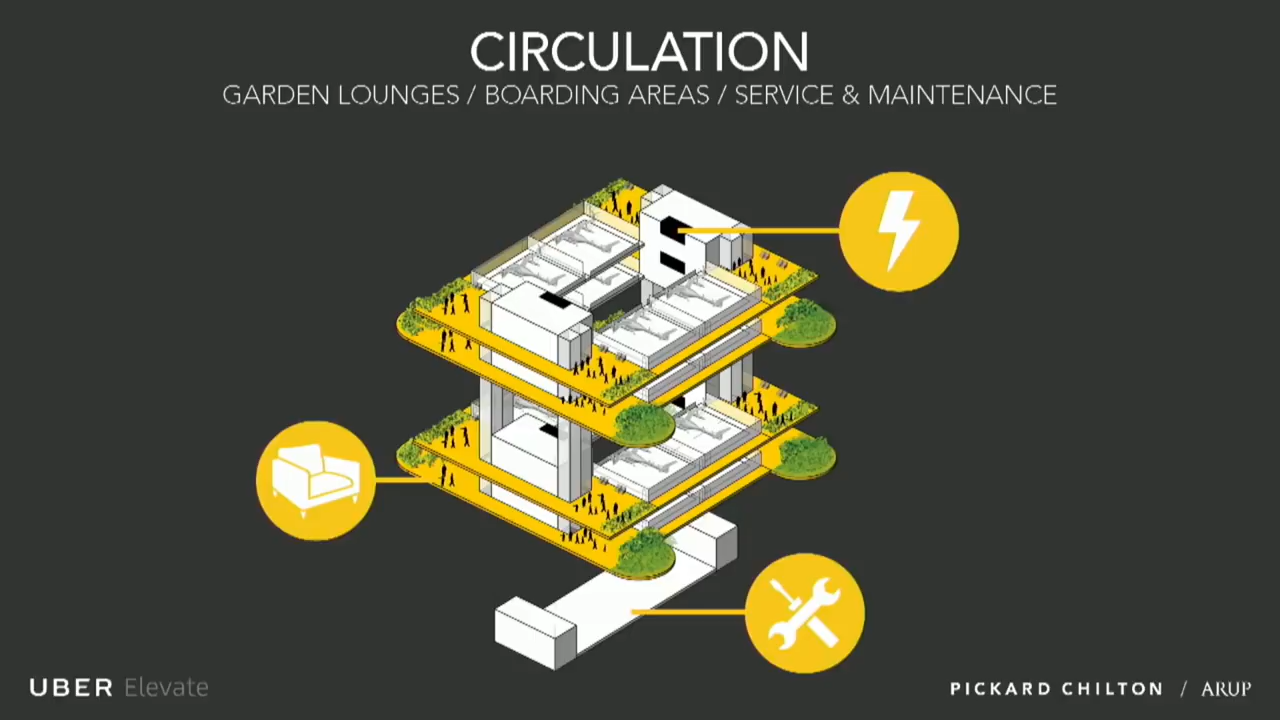 CIRCULATION
GARDEN LOUNGES / BOARDING AREAS / SERVICE & MAINTENANCE
UBER Elevate
PICKARD CHILTON / ARUP